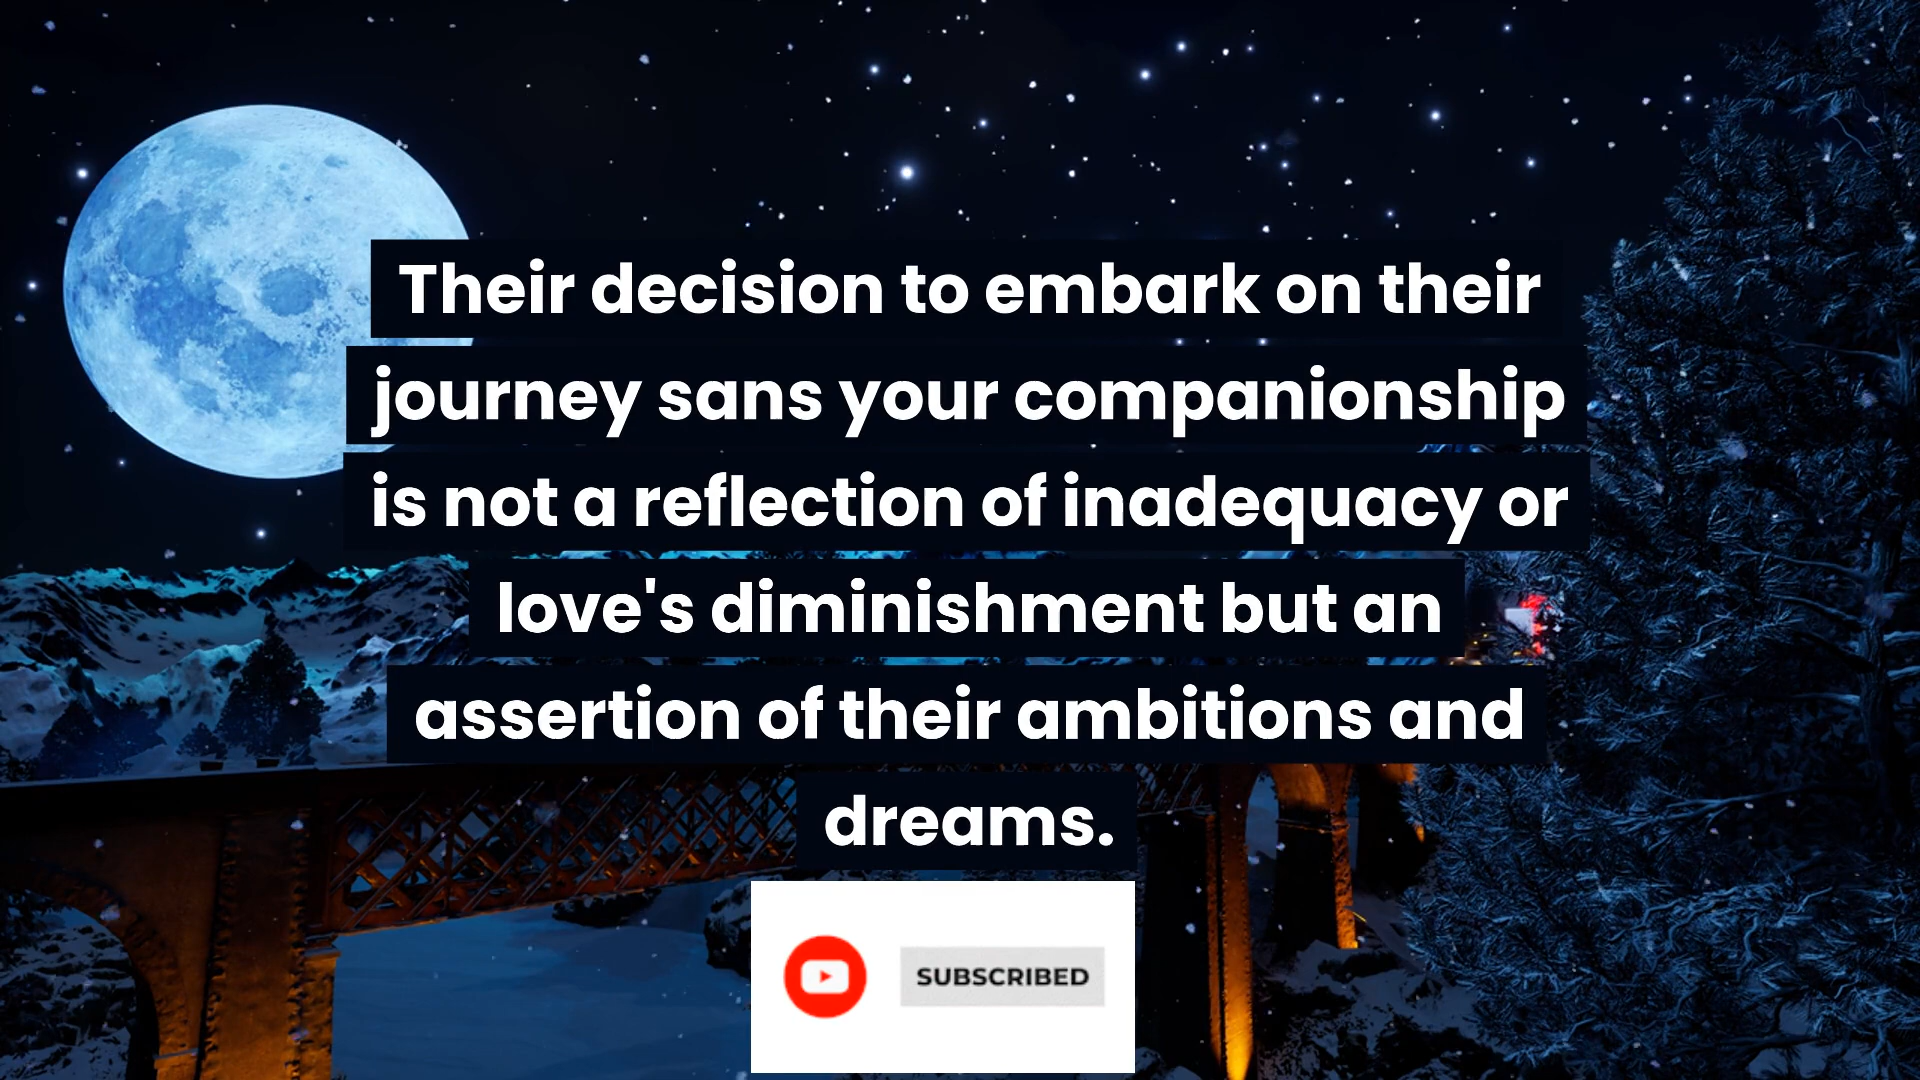 Their decision to embark on their
journey sans your companionship
is not a reflection of inadequacy or
love's diminishment but an
assertion of their ambitions and
dreams.
SUBSCRIBED